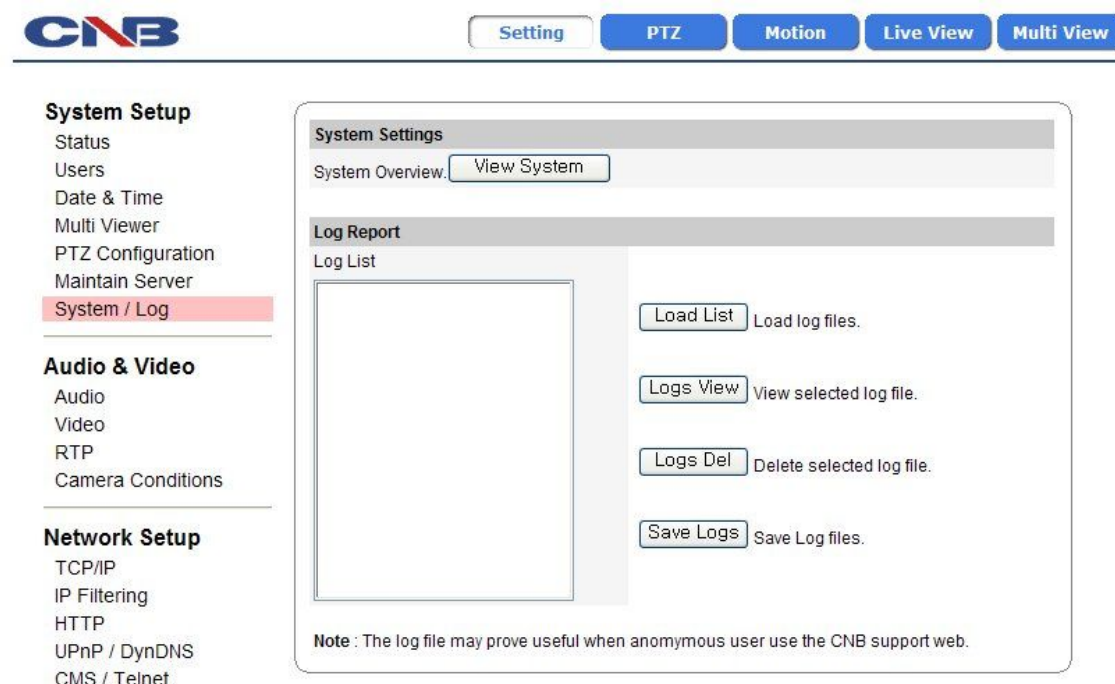 CNB
Setting PTZ Motion Live View Multi View
System Setup
Status
Users
Date & Time
Multi Viewer
PTZ Configuration
Maintain Server
System / Log
Audio & Video
Audio
Video
RTP
Camera Conditions
Network Setup
TCP/IP
IP Filtering
HTTP
UPnP / DynDNS
CMS / Telnet
System Settings
System Overview. View System
Log Report
Log List
Load List Load log files.
Logs View View selected log file.
Logs Del Delete selected log file.
Save Logs Save Log files.
Note : The log file may prove useful when anomymous user use the CNB support web.